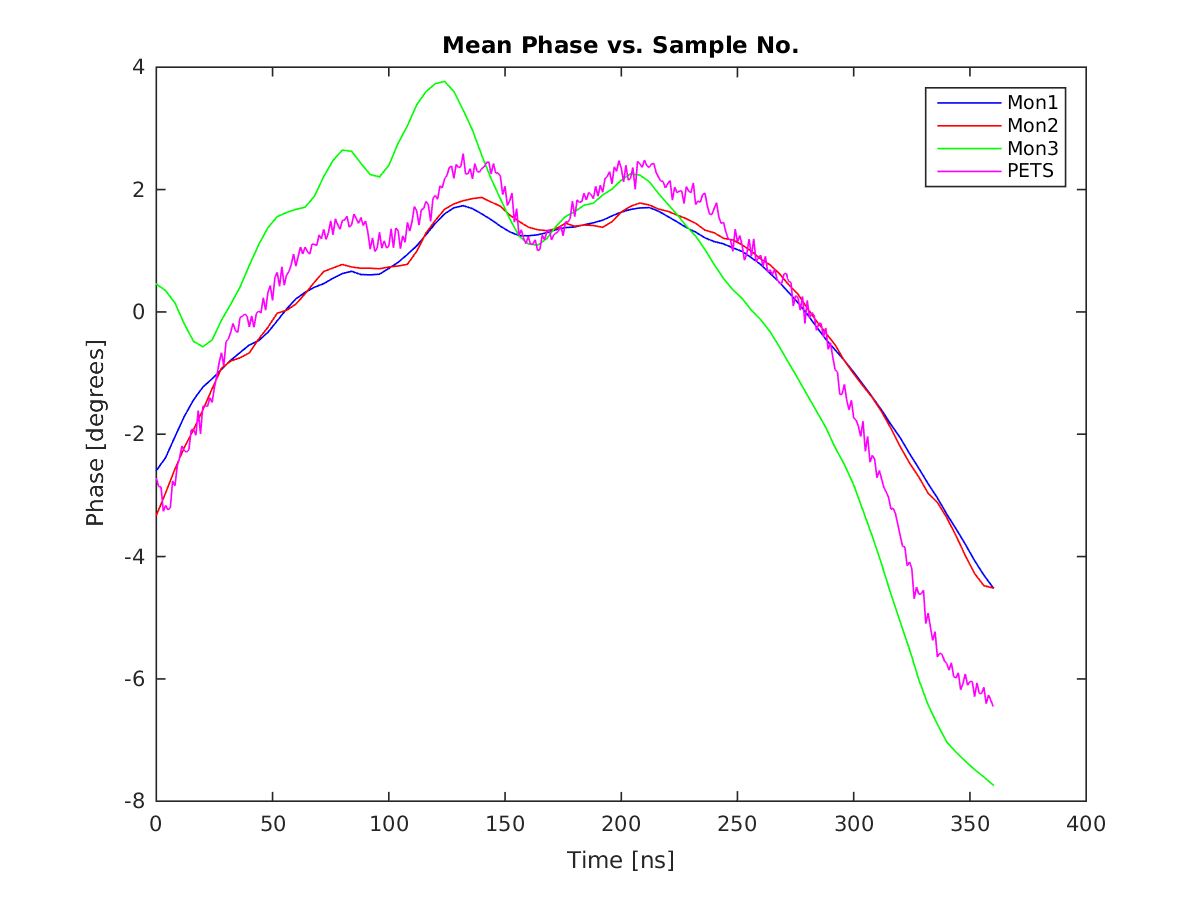 Mean Phase vs. Sample No.
4
2
0
-2
-4
-6
-8
Phase [degrees]
Mon1
Mon2
Mon3
PETS
0 50 100 150 200 250 300 350 400
Time [ns]